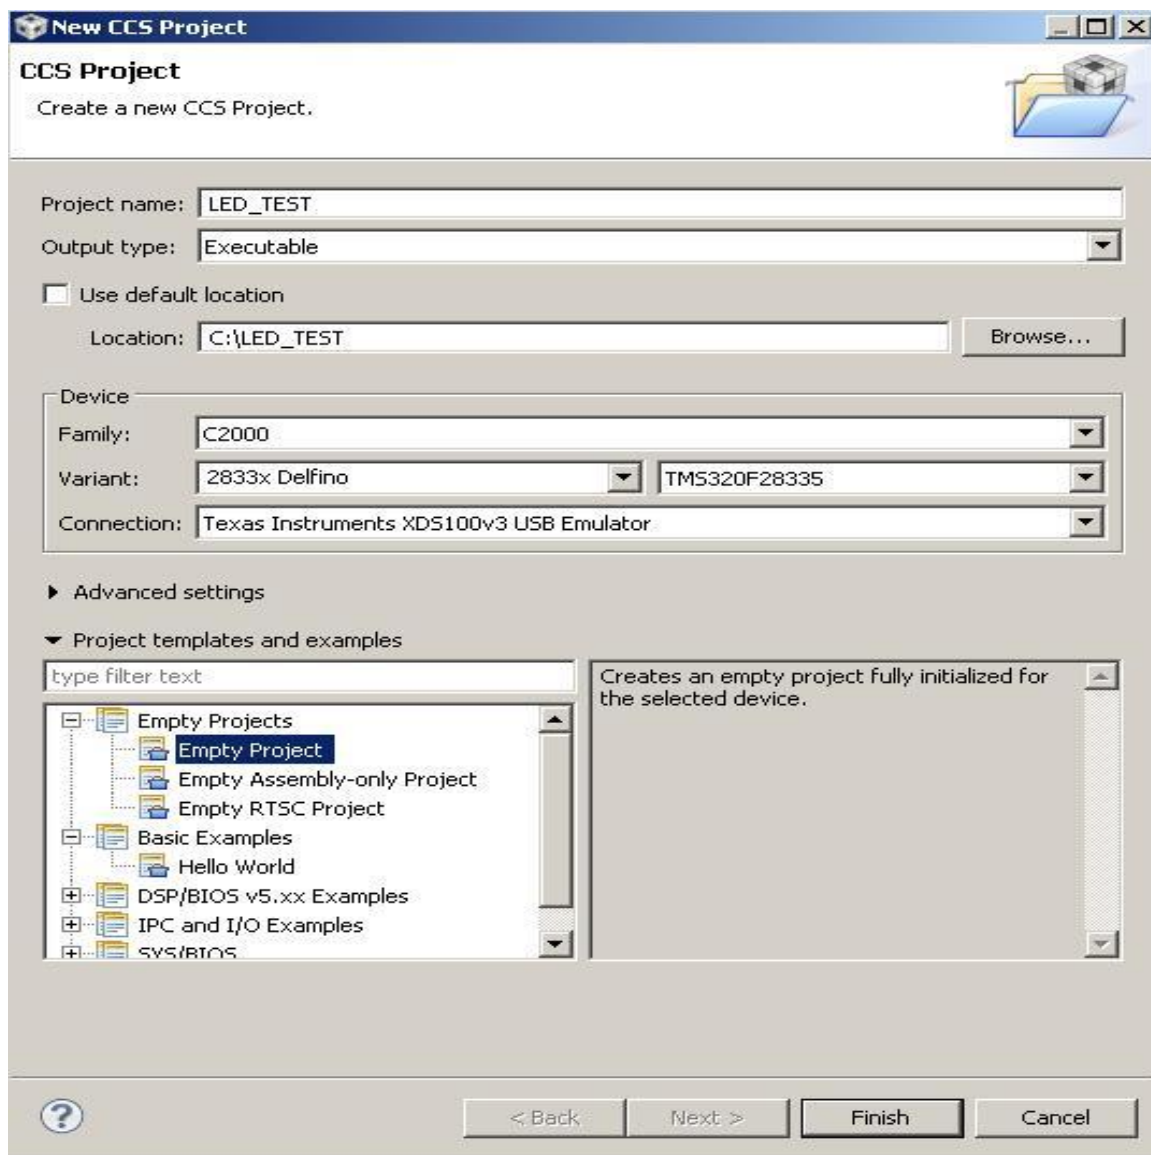 New CCS Project
CCS Project
Create a new CCS Project.
Project name: LED_TEST
Output type: Executable
Use default location
Location: C:\LED_TEST Browse...
Device
Family: C2000
Variant: 2833x Delfino TMS320F28335
Connection: Texas Instruments XDS100v3 USB Emulator
Advanced settings
Project templates and examples
type filter text
Empty Projects
Empty Project
Empty Assembly-only Project
Empty RTSC Project
Basic Examples
Hello World
DSP/BIOS v5.xx Examples
IPC and I/O Examples
SYS/BIOS
Creates an empty project fully initialized for
the selected device.
< Back Next > Finish Cancel